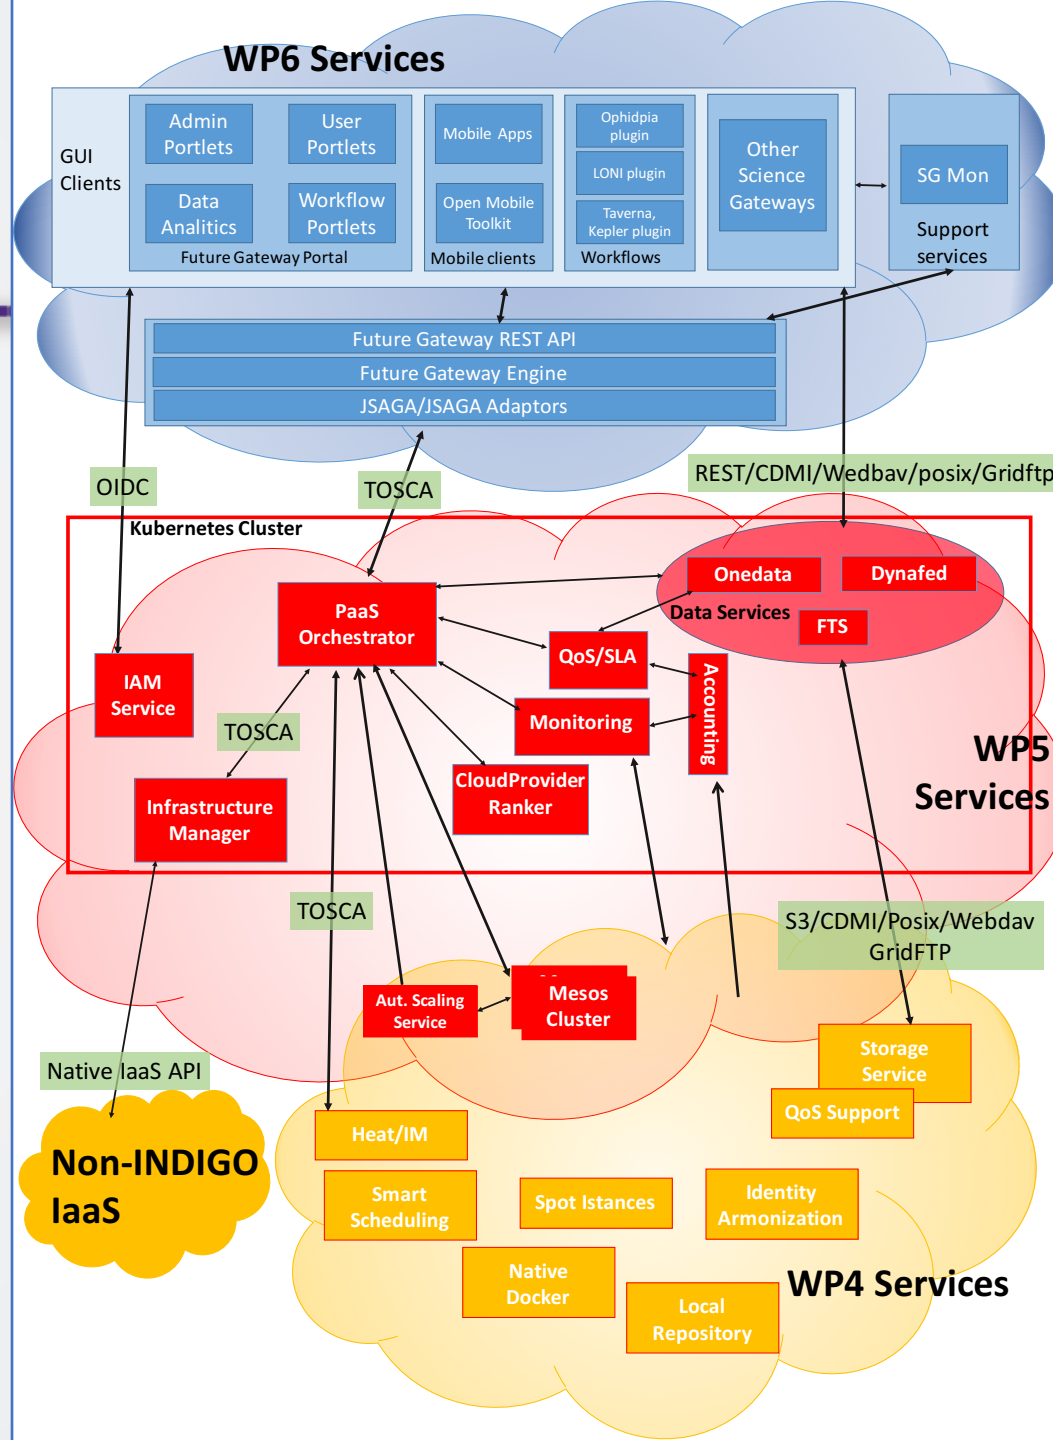 WP6 Services
GUI
Clients
Admin
Portlets
User
Portlets
Data
Analitics
Workflow
Portlets
Future Gateway Portal
Mobile Apps
Open Mobile
Toolkit
Mobile clients
Ophidpia
plugin
LONI plugin
Taverna,
Kepler plugin
Workflows
Other
Science
Gateways
SG Mon
Support
services
Future Gateway REST API
Future Gateway Engine
JSAGA/JSAGA Adaptors
OIDC
TOSCA
REST/CDMI/Wedbav/posix/Gridftp
Kubernetes Cluster
Onedata
Dynafed
Data Services
FTS
PaaS
Orchestrator
QoS/SLA
Accounting
IAM
Service
Monitoring
TOSCA
WP5
Services
CloudProvider
Ranker
Infrastructure
Manager
TOSCA
S3/CDMI/Posix/Webdav
GridFTP
Aut. Scaling
Service
Mesos
Cluster
Storage
Service
QoS Support
Native IaaS API
Non-INDIGO
IaaS
Heat/IM
Smart
Scheduling
Spot Istances
Identity
Armonization
Native
Docker
WP4 Services
Local
Repository